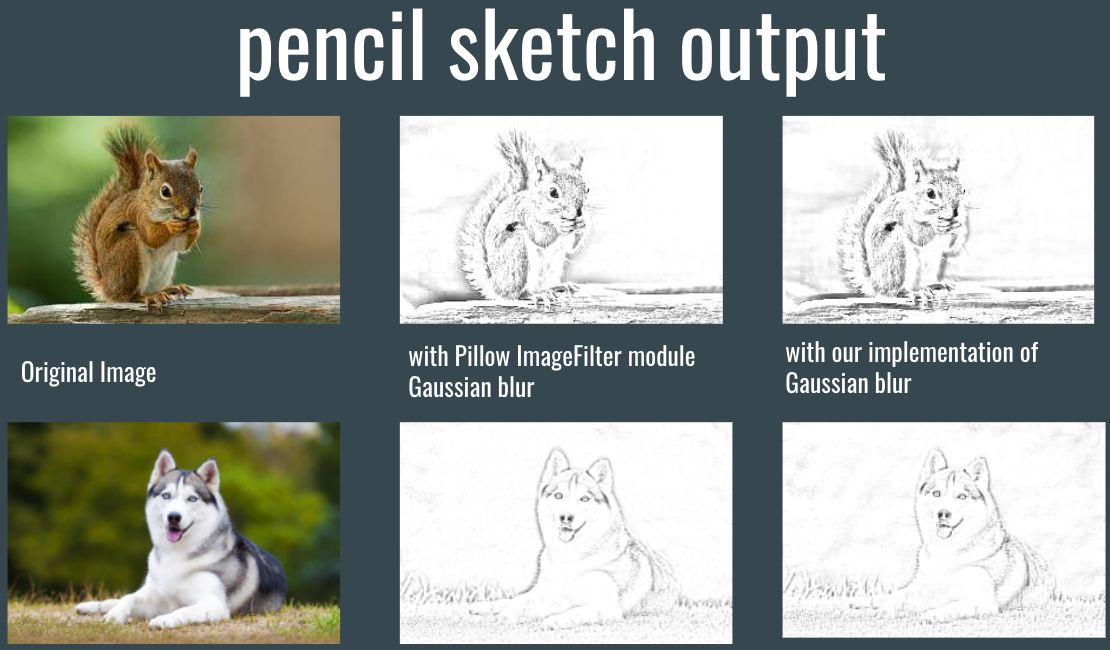 pencil sketch output
Original Image
with Pillow ImageFilter module
Gaussian blur
with our implementation of
Gaussian blur